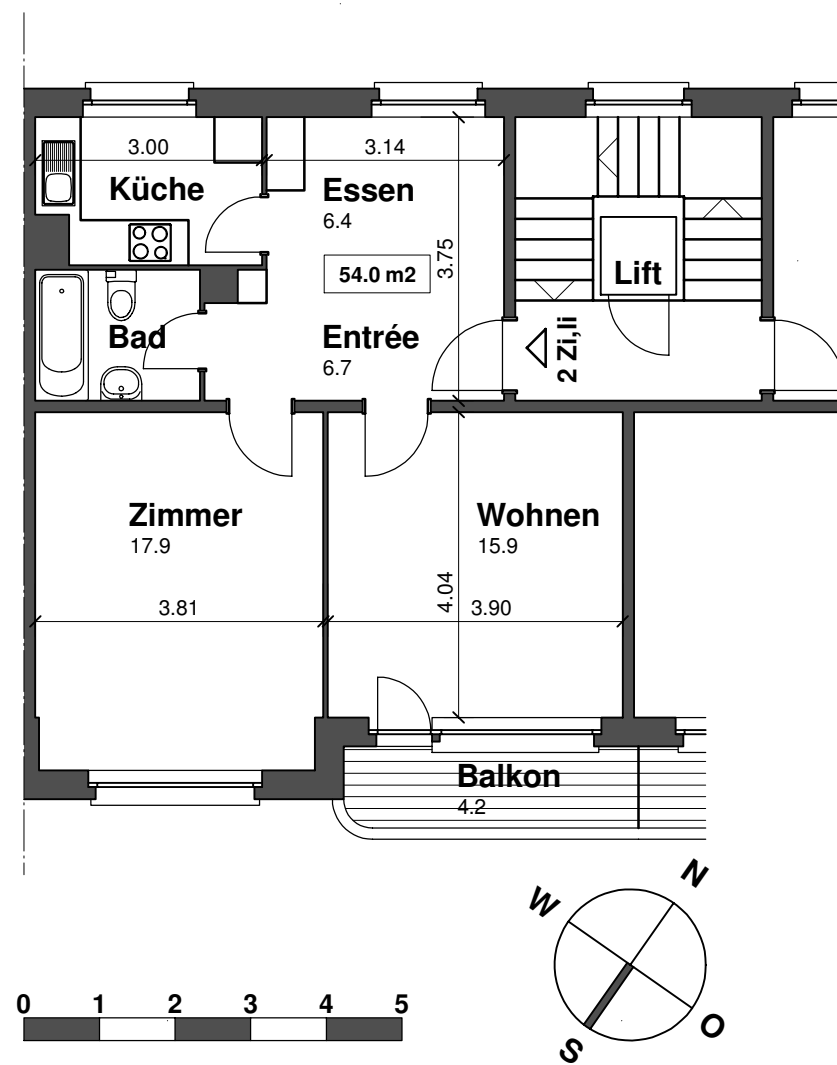 3.00
3.14
Küche
Essen
6.4
3.75
54.0 m2
Lift
Bad
Entrée
6.7
2 Zi,li
Zimmer
17.9
Wohnen
15.9
3.81
4.04
3.90
Balkon
4.2
N
W
O
S
0 1 2 3 4 5